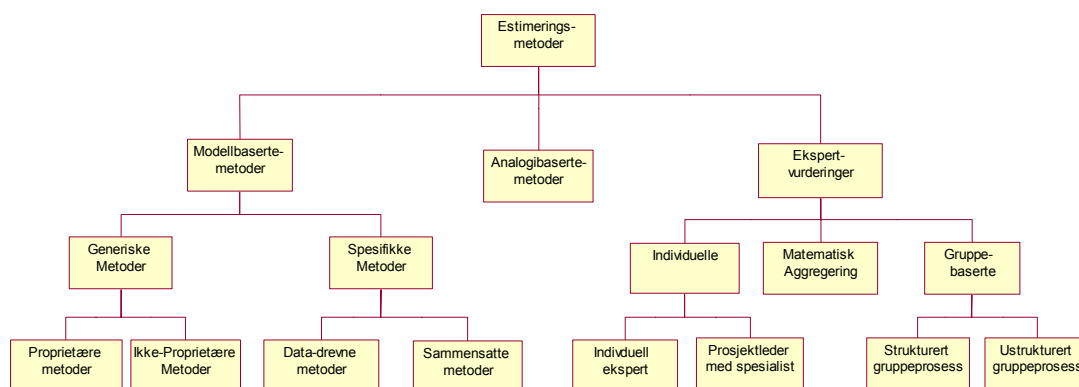 Estimerings-
metoder
Modellbaserte-
metoder
Analogibaserte-
metoder
Ekspert-
vurderinger
Generiske
Metoder
Spesifikke
Metoder
Individuelle
Matematisk
Aggregering
Gruppe-
baserte
Proprietære
metoder
Ikke-Proprietære
Metoder
Data-drevne
metoder
Sammensatte
metoder
Indivduell
ekspert
Prosjektleder
med spesialist
Strukturert
gruppeprosess
Ustrukturert
gruppeprosess